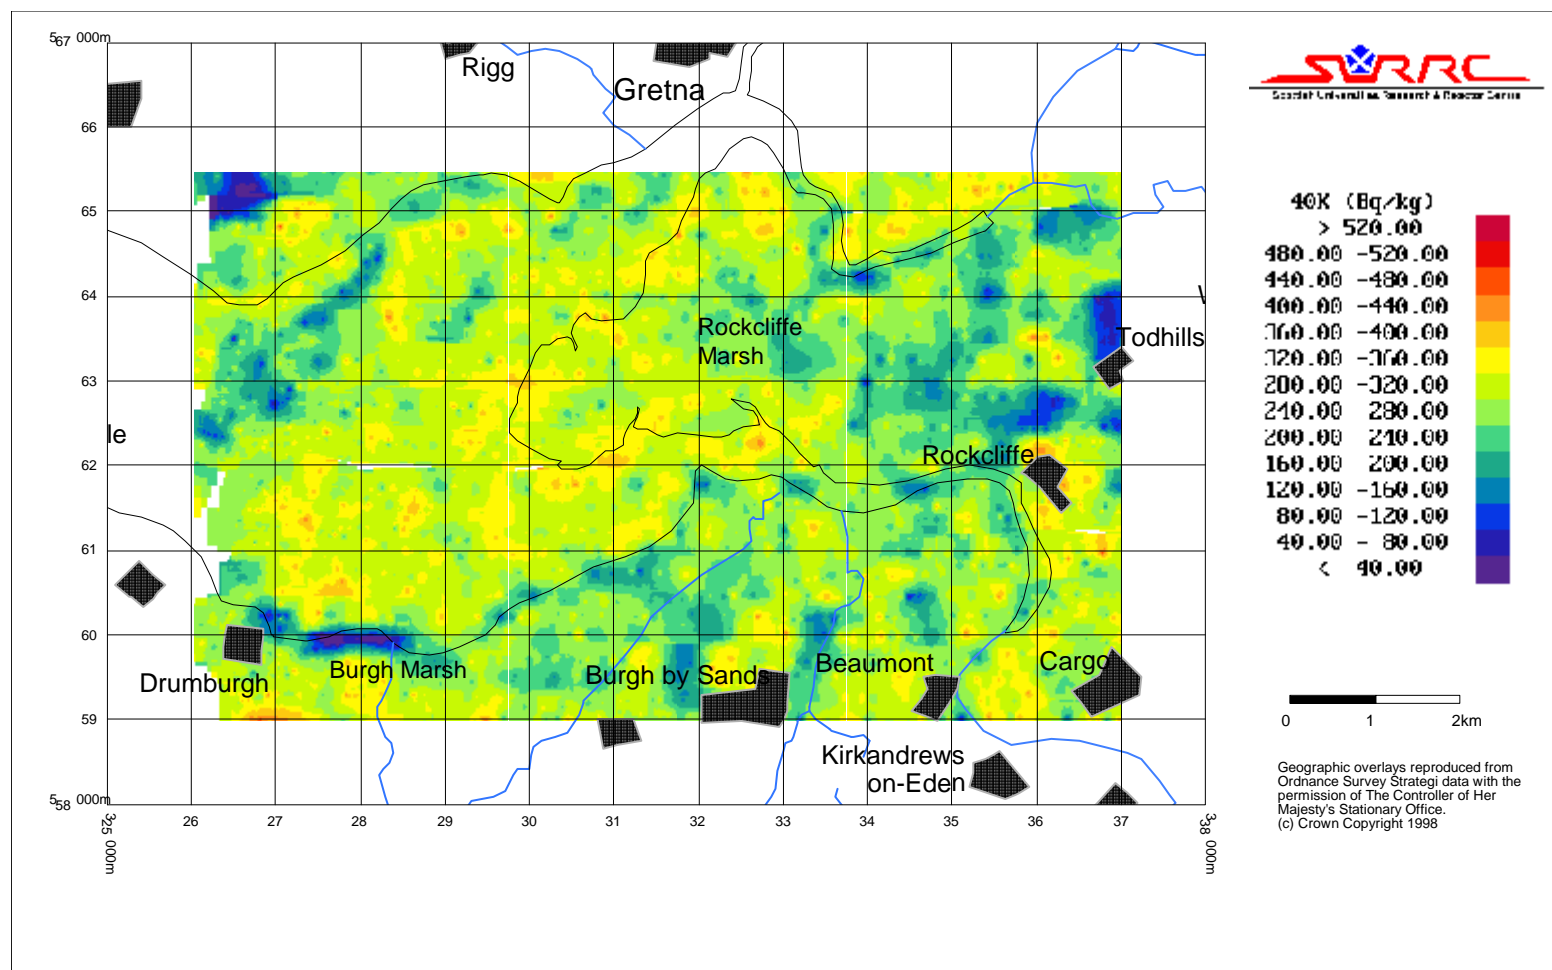 567 000m
66
65
64
63
62
61
60
59
558 000m
325 000m
26
27
28
29
30
31
32
33
34
35
36
37
338 000m
Rigg
Gretna
Rockcliffe
Marsh
Todhills
le
Rockcliffe
Drumburgh
Burgh Marsh
Burgh by Sands
Beaumont
Cargo
Kirkandrews
on-Eden
SURRC
Scottish Universities Research & Reactor Centre
40K (Bq/kg)
> 520.00
480.00 -520.00
440.00 -480.00
400.00 -440.00
360.00 -400.00
320.00 -360.00
280.00 -320.00
240.00 280.00
200.00 240.00
160.00 200.00
120.00 -160.00
80.00 -120.00
40.00 - 80.00
< 40.00
0 1 2km
Geographic overlays reproduced from
Ordnance Survey Strategi data with the
permission of The Controller of Her
Majesty's Stationary Office.
(c) Crown Copyright 1998